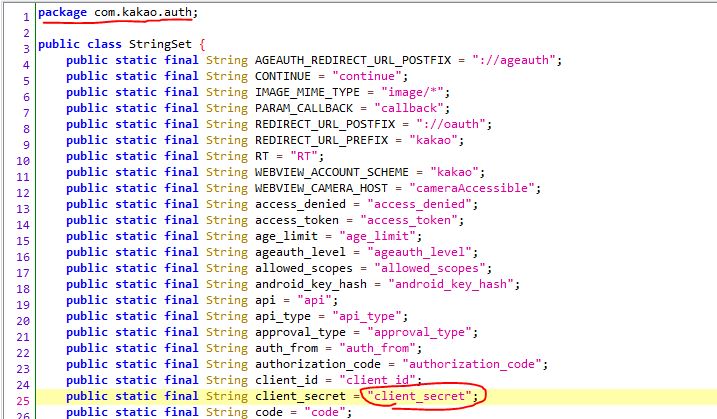 1 package com.kakao.auth;
2
3 public class StringSet {
4 public static final String AGEAUTH_REDIRECT_URL_POSTFIX = "://ageauth";
5 public static final String CONTINUE = "continue";
6 public static final String IMAGE_MIME_TYPE = "image/*";
7 public static final String PARAM_CALLBACK = "callback";
8 public static final String REDIRECT_URL_POSTFIX = "://oauth";
9 public static final String REDIRECT_URL_PREFIX = "kakao";
10 public static final String RT = "RT";
11 public static final String WEBVIEW_ACCOUNT_SCHEME = "kakao";
12 public static final String WEBVIEW_CAMERA_HOST = "cameraAccessible";
13 public static final String access_denied = "access_denied";
14 public static final String access_token = "access_token";
15 public static final String age_limit = "age_limit";
16 public static final String ageauth_level = "ageauth_level";
17 public static final String allowed_scopes = "allowed_scopes";
18 public static final String android_key_hash = "android_key_hash";
19 public static final String api = "api";
20 public static final String api_type = "api_type";
21 public static final String approval_type = "approval_type";
22 public static final String auth_from = "auth_from";
23 public static final String authorization_code = "authorization_code";
24 public static final String client_id = "client_id";
25 public static final String client_secret = "client_secret";
26 public static final String code = "code";